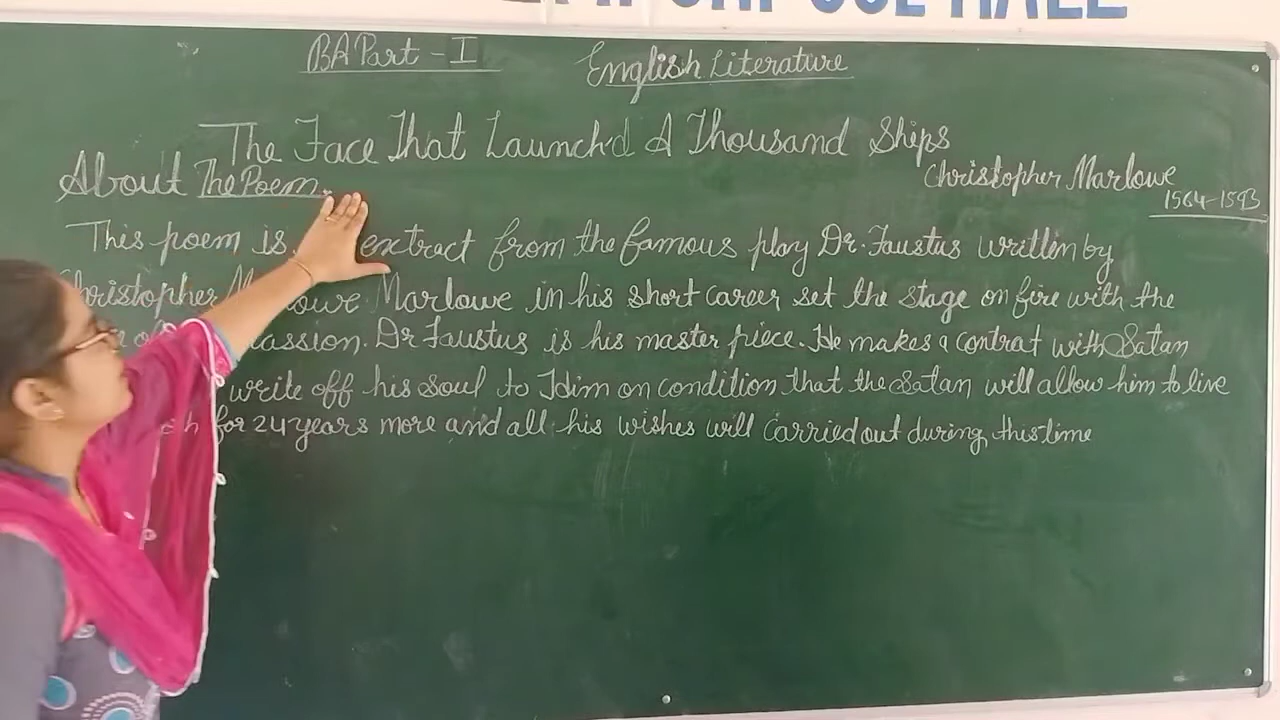 HALL
BA Part - I
English Literature
The Face That Launchd A Thousand Ships
About The Poem.
Christopher Marlowe
1564-1593
This poem is extract from the famous play Dr. Faustus written by
Christopher Marlowe Marlowe in his short career set the stage on fire with the
passion. Dr Faustus is his master piece. He makes a contrat with Satan
write off his soul to Him on condition that the Satan will allow him to live
for 24 years more and all his wishes will carried out during this time